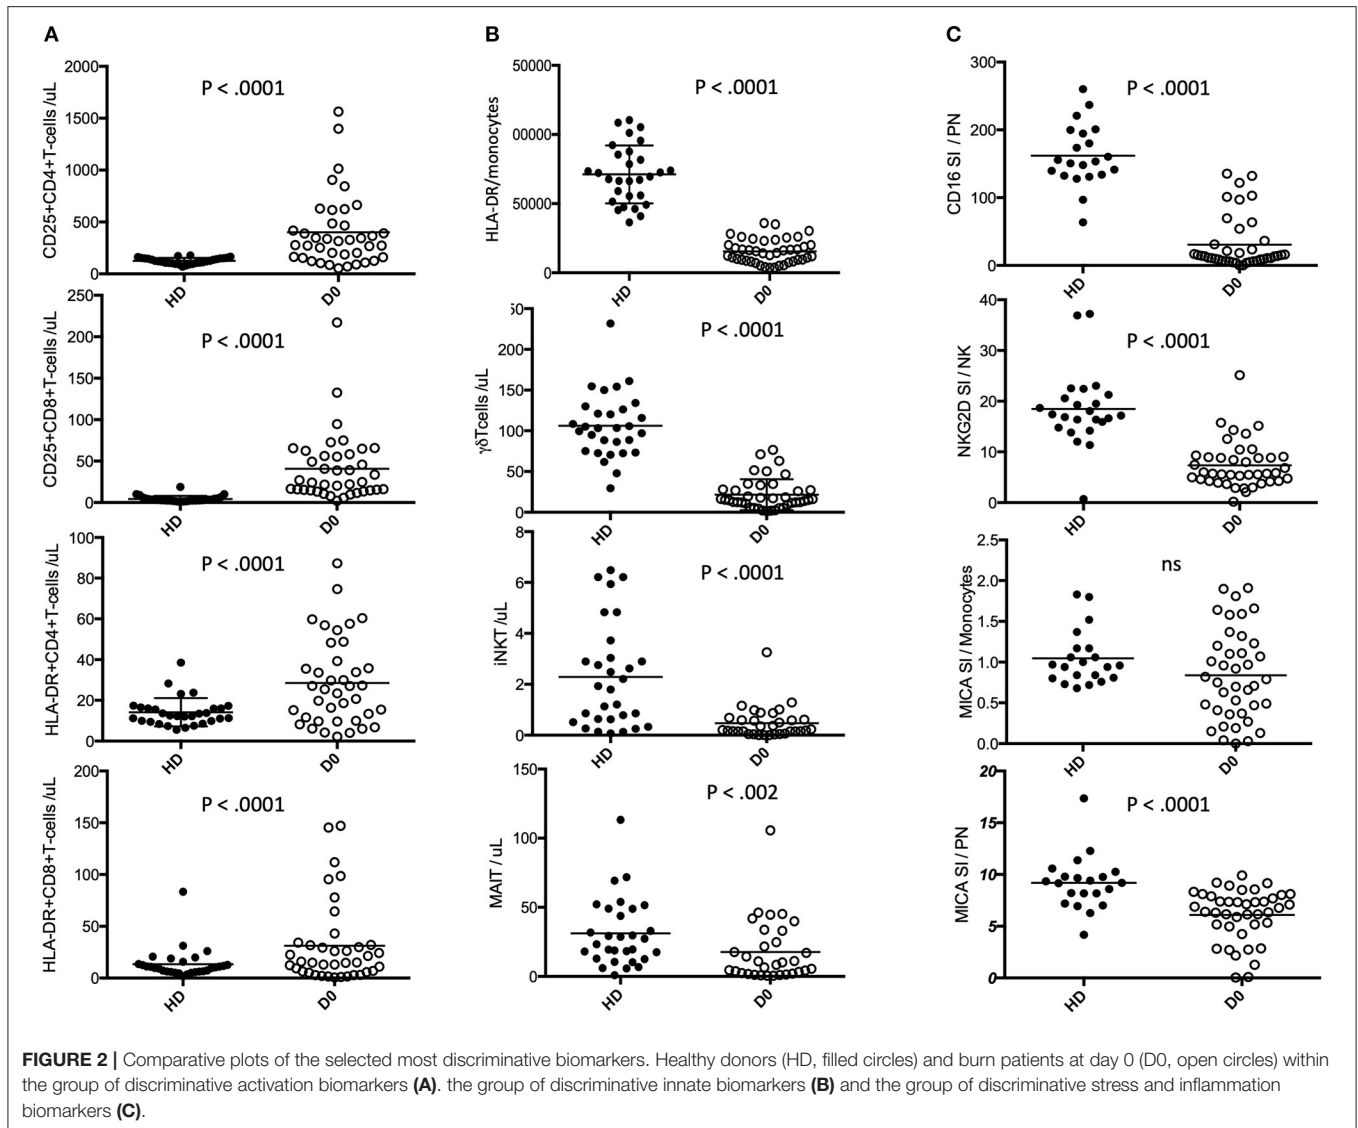 A
CD25+CD4+T-cells /uL
2000
1500
1000
500
0
P < .0001
HD
D0
CD25+CD8+T-cells /uL
250
200
150
100
50
0
P < .0001
HD
D0
HLA-DR+CD4+T-cells /uL
100
80
60
40
20
0
P < .0001
HD
D0
HLA-DR+CD8+T-cells /uL
200
150
100
50
0
P < .0001
HD
D0
B
HLA-DR/monocytes
50000
00000
50000
0
P < .0001
HD
D0
γδTcells /uL
50
200
150
100
50
0
P < .0001
HD
D0
iNKT /uL
8
6
4
2
0
P < .0001
HD
D0
MAIT / uL
150
100
50
0
P < .002
HD
D0
C
CD16 SI / PN
300
200
100
0
P < .0001
HD
D0
NKG2D SI / NK
40
30
20
10
0
P < .0001
HD
D0
MICA SI / Monocytes
2.5
2.0
1.5
1.0
0.5
0.0
ns
HD
D0
MICA SI / PN
20
15
10
5
0
P < .0001
HD
D0
FIGURE 2 | Comparative plots of the selected most discriminative biomarkers. Healthy donors (HD, filled circles) and burn patients at day 0 (D0, open circles) within
the group of discriminative activation biomarkers (A). the group of discriminative innate biomarkers (B) and the group of discriminative stress and inflammation
biomarkers (C).